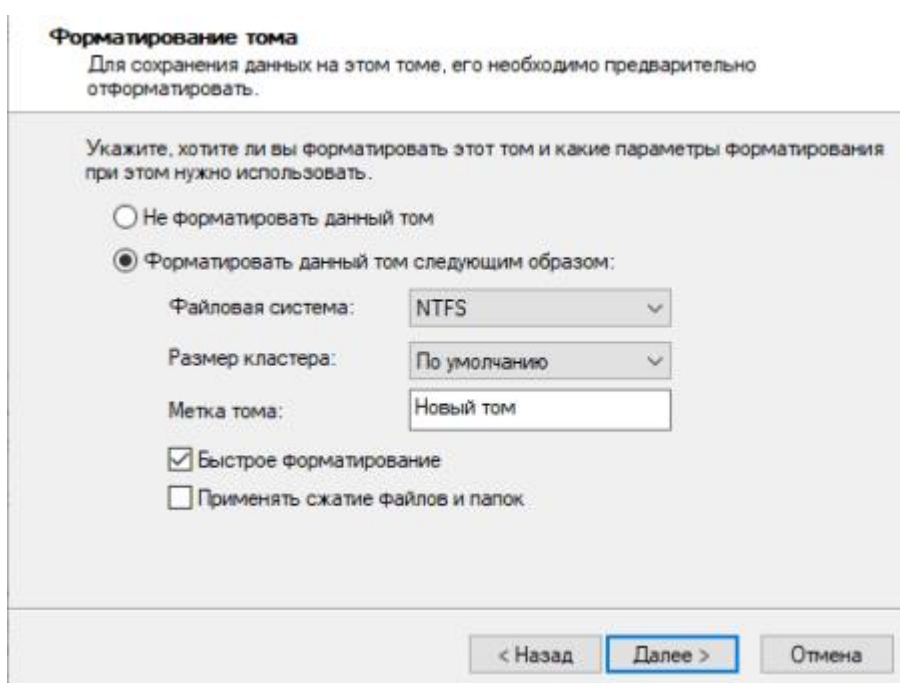 Форматирование тома
Для сохранения данных на этом томе, его необходимо предварительно
отформатировать.
Укажите, хотите ли вы форматировать этот том и какие параметры форматирования
при этом нужно использовать.
Не форматировать данный том
Форматировать данный том следующим образом:
Файловая система: NTFS
Размер кластера: По умолчанию
Метка тома: Новый том
Быстрое форматирование
Применять сжатие файлов и папок
< Назад Далее > Отмена